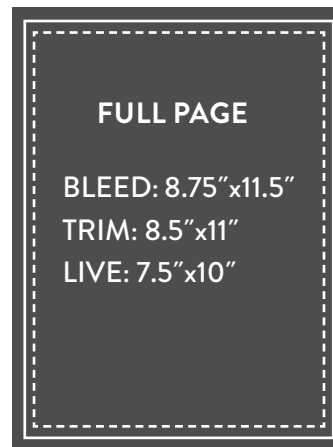 FULL PAGE
BLEED: 8.75″x11.5″
TRIM: 8.5″x11″
LIVE: 7.5″x10″